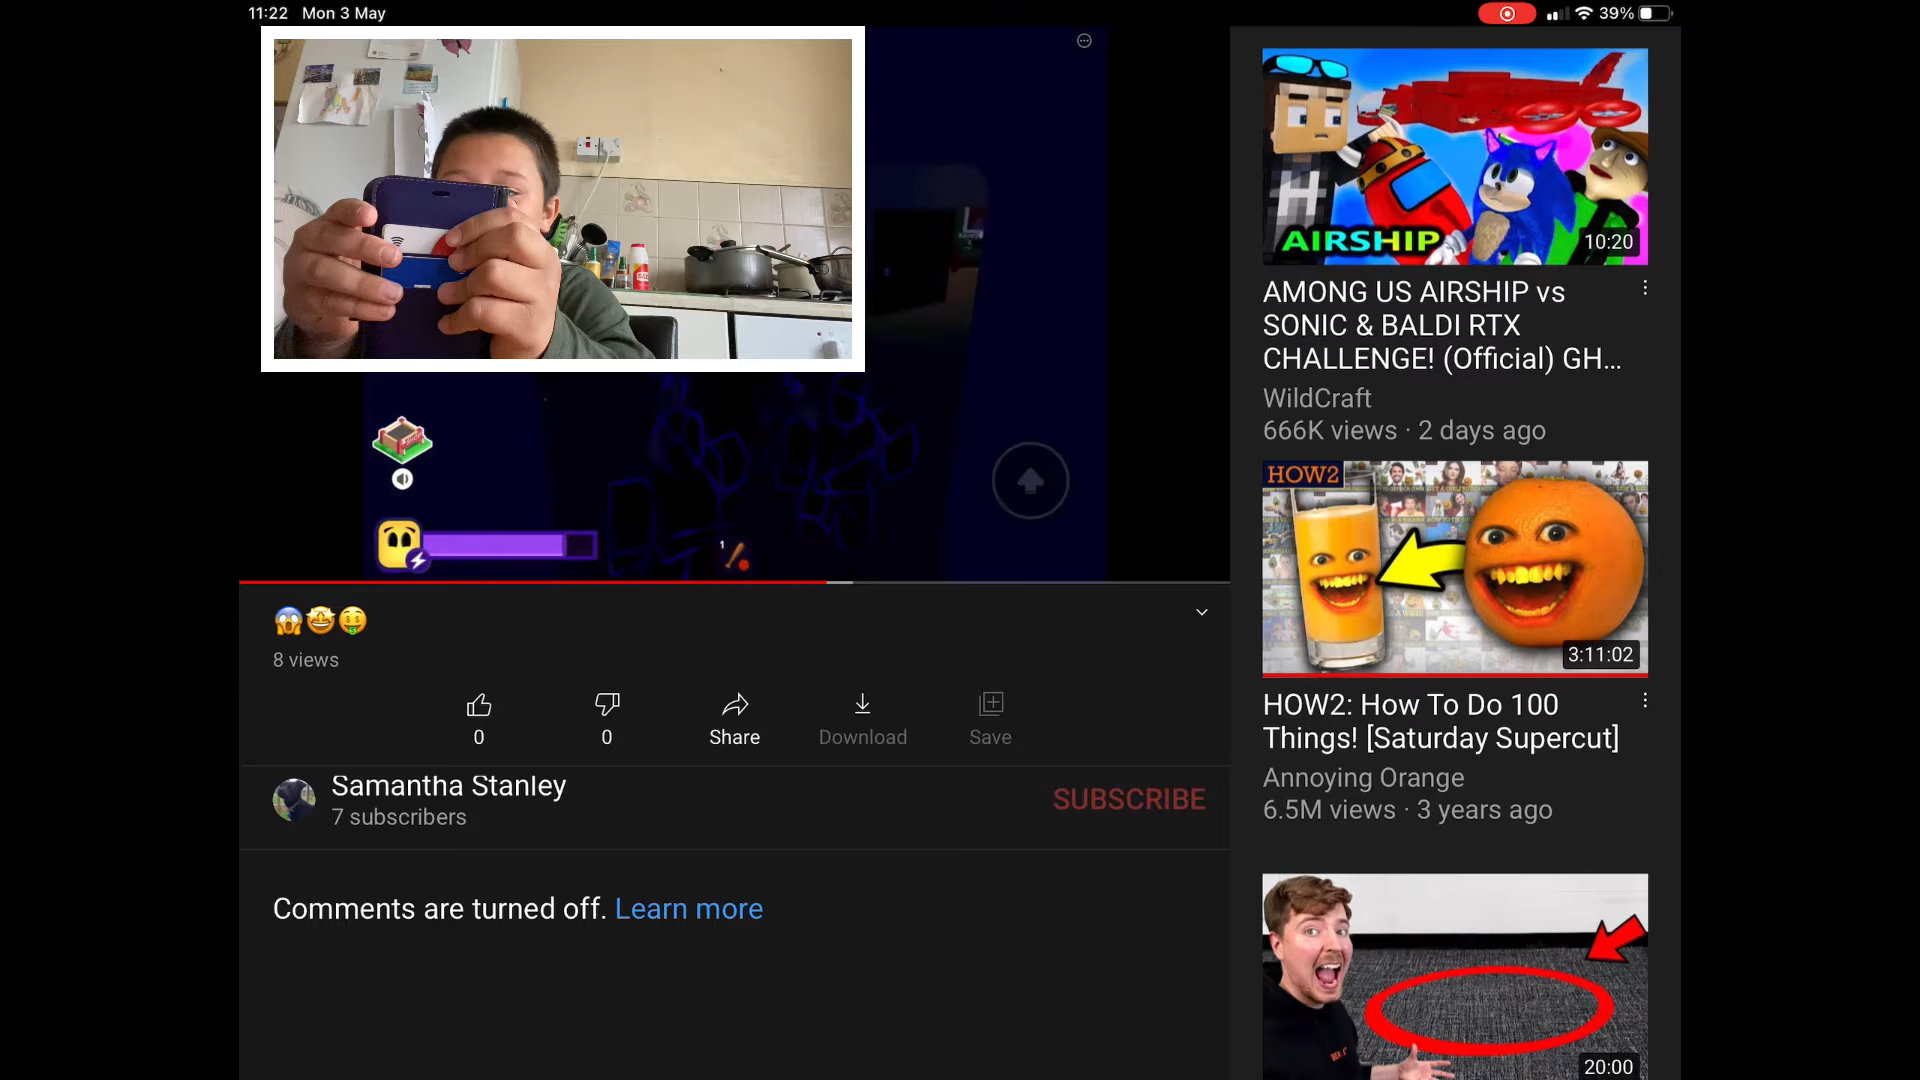 11:22 Mon 3 May
39%
1
8 views
0
0
Share
Download
Save
Samantha Stanley
7 subscribers
SUBSCRIBE
Comments are turned off. Learn more
H
AIRSHIP
10:20
AMONG US AIRSHIP vs
SONIC & BALDI RTX
CHALLENGE! (Official) GH...
WildCraft
666K views · 2 days ago
HOW2
3:11:02
HOW2: How To Do 100
Things! [Saturday Supercut]
Annoying Orange
6.5M views · 3 years ago
20:00